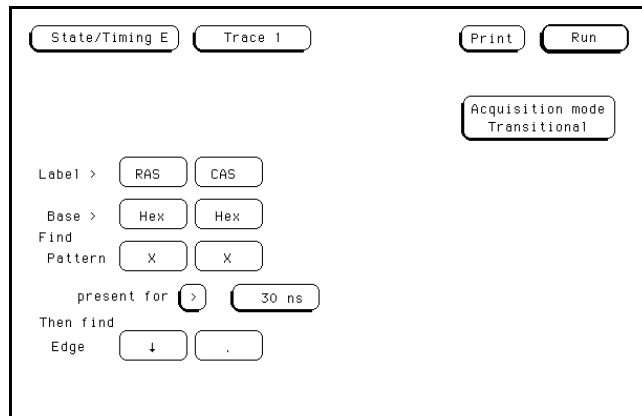 State/Timing E Trace 1 Print Run
Acquisition mode
Transitional
Label > RAS CAS
Base > Hex Hex
Find
Pattern X X
present for > 30 ns
Then find
Edge ↓ .